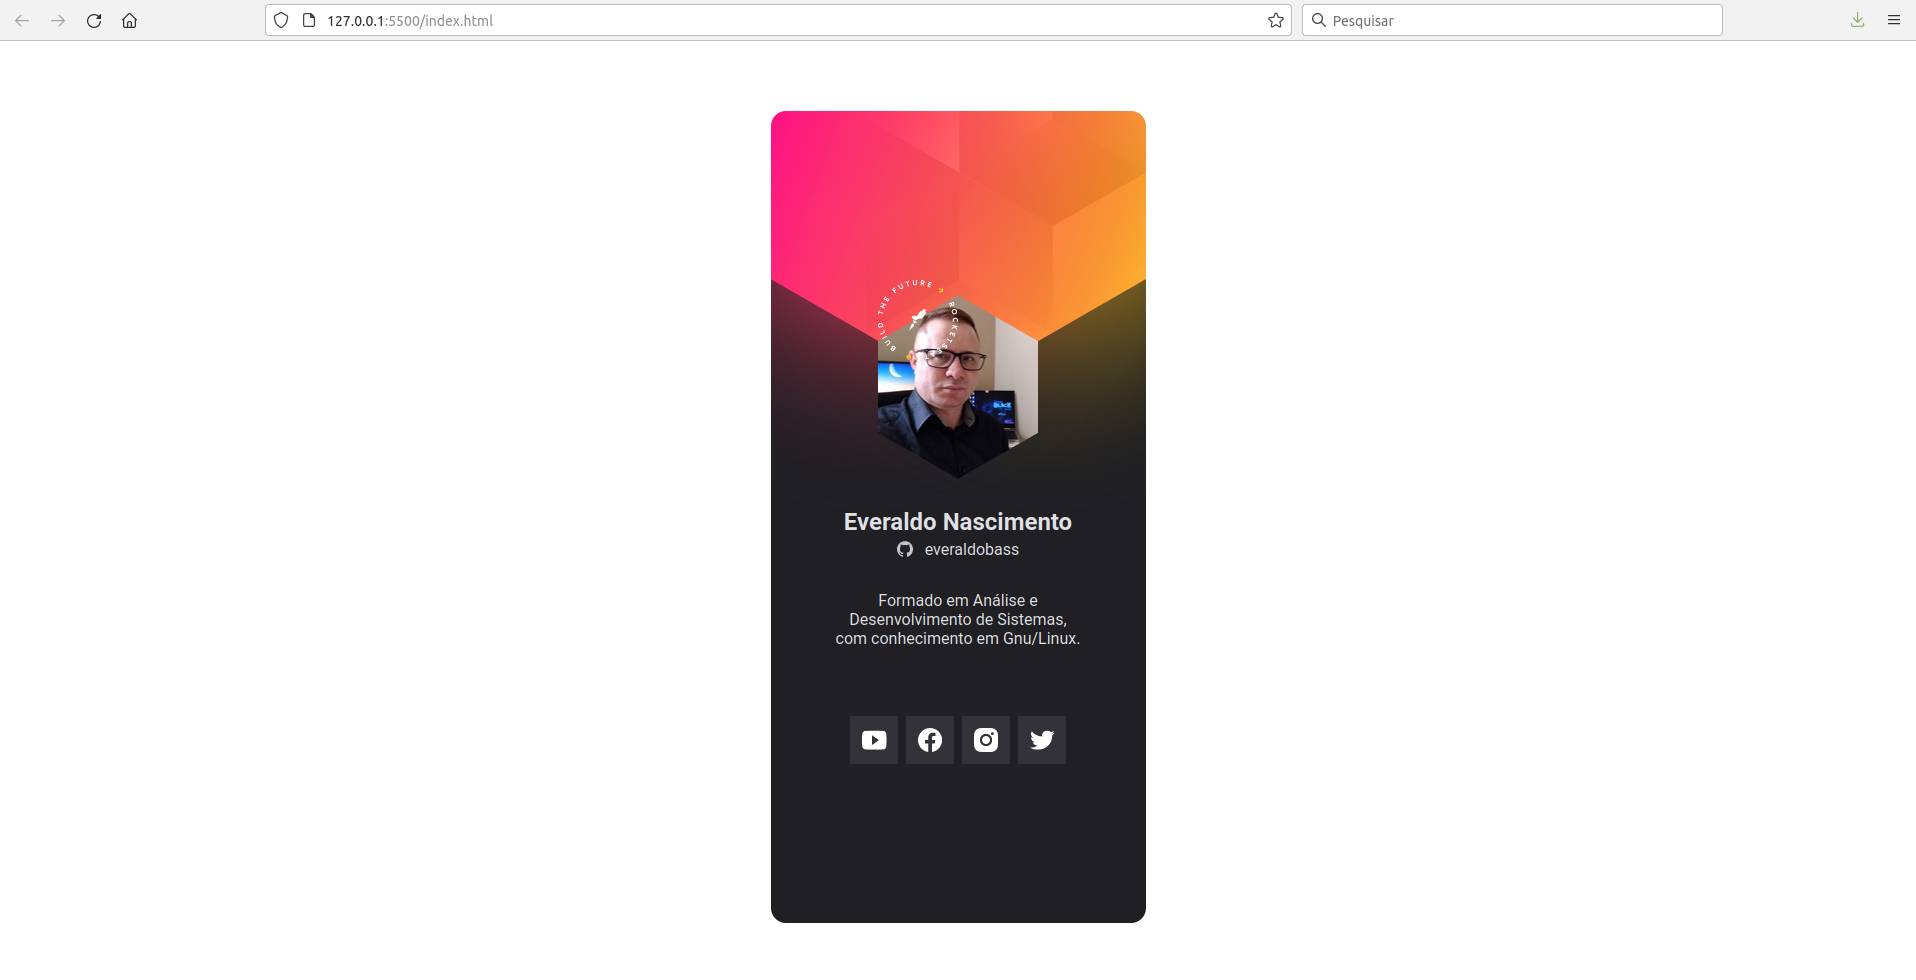 127.0.0.1:5500/index.html
Pesquisar
BUILD THE FUTURE
Everaldo Nascimento
everaldobass
Formado em Análise e
Desenvolvimento de Sistemas,
com conhecimento em Gnu/Linux.